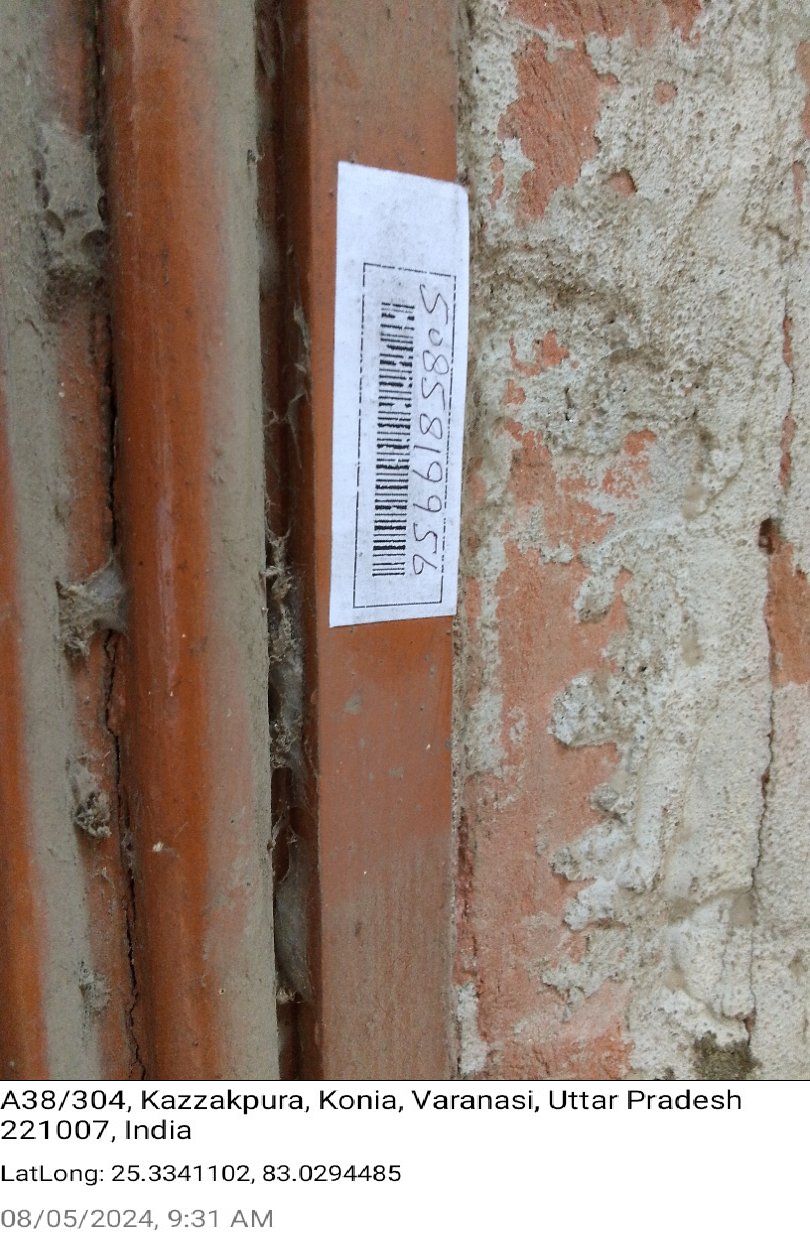 5085819956
A38/304, Kazzakpura, Konia, Varanasi, Uttar Pradesh
221007, India
LatLong: 25.3341102, 83.0294485
08/05/2024, 9:31 AM